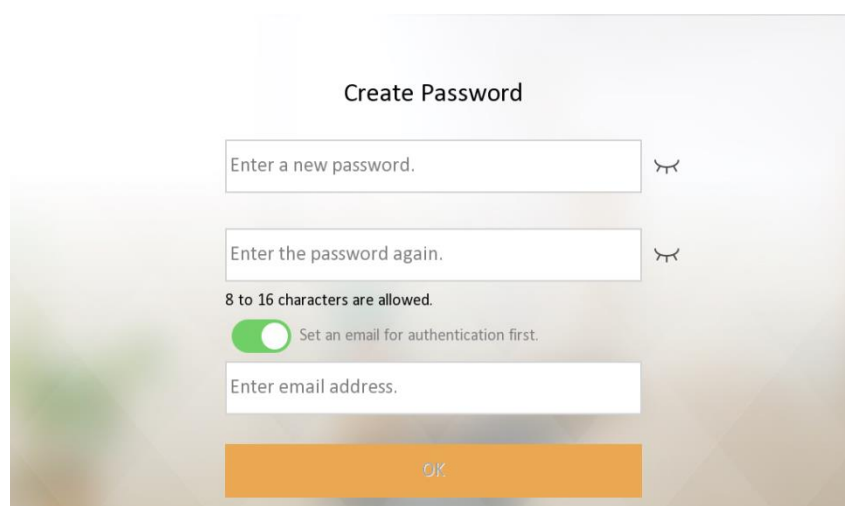 Create Password
Enter a new password.
Enter the password again.
8 to 16 characters are allowed.
Set an email for authentication first.
Enter email address.
OK